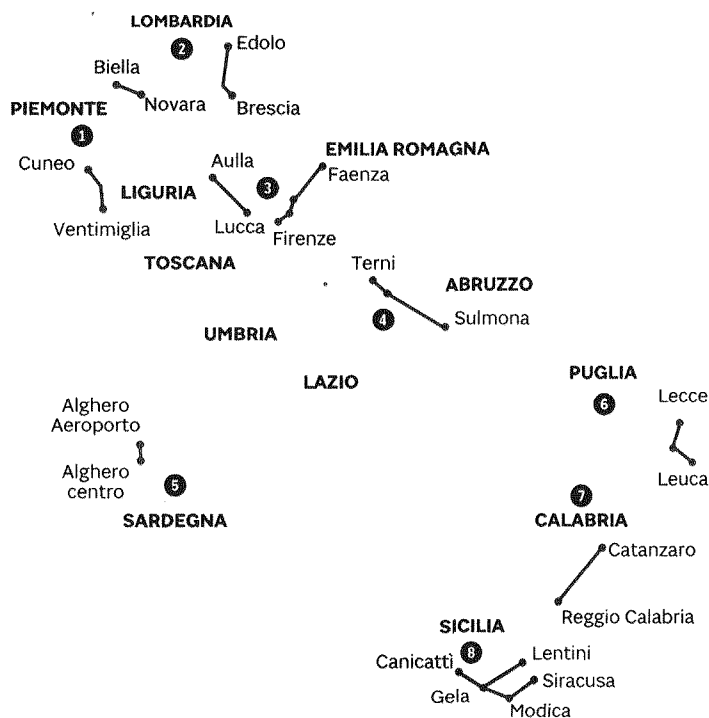 LOMBARDIA
2
Edolo
Biella
Novara
Brescia
PIEMONTE
1
Cuneo
Ventimiglia
LIGURIA
Aulla
Lucca
3
EMILIA ROMAGNA
Faenza
Firenze
TOSCANA
Terni
ABRUZZO
4
Sulmona
UMBRIA
LAZIO
PUGLIA
6
Lecce
Leuca
Alghero
Aeroporto
Alghero
centro
5
SARDEGNA
7
CALABRIA
Catanzaro
Reggio Calabria
SICILIA
8
Canicattì
Lentini
Gela
Siracusa
Modica